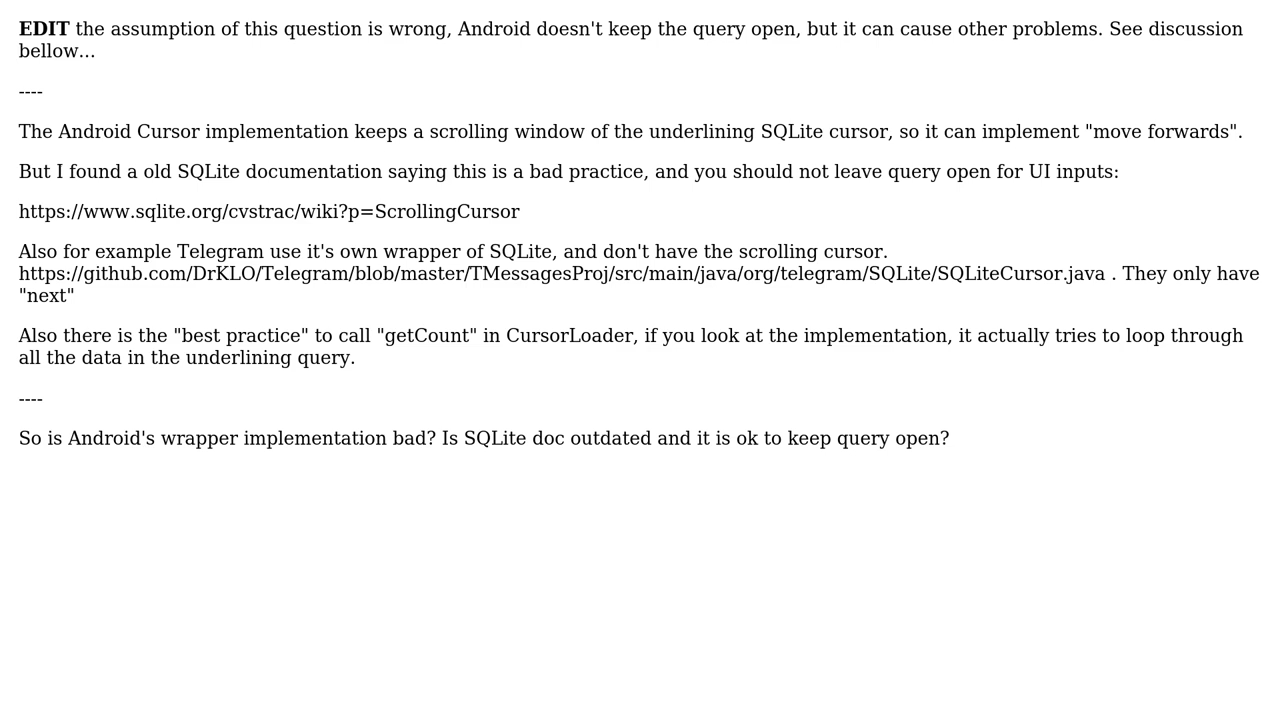 EDIT the assumption of this question is wrong, Android doesn't keep the query open, but it can cause other problems. See discussion
bellow...
----
The Android Cursor implementation keeps a scrolling window of the underlining SQLite cursor, so it can implement "move forwards".
But I found a old SQLite documentation saying this is a bad practice, and you should not leave query open for UI inputs:
https://www.sqlite.org/cvstrac/wiki?p=ScrollingCursor
Also for example Telegram use it's own wrapper of SQLite, and don't have the scrolling cursor.
https://github.com/DrKLO/Telegram/blob/master/TMessagesProj/src/main/java/org/telegram/SQLite/SQLiteCursor.java . They only have
"next"
Also there is the "best practice" to call "getCount" in CursorLoader, if you look at the implementation, it actually tries to loop through
all the data in the underlining query.
----
So is Android's wrapper implementation bad? Is SQLite doc outdated and it is ok to keep query open?